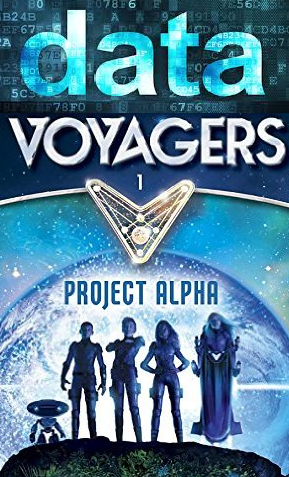 data
VOYAGERS
1
PROJECT ALPHA